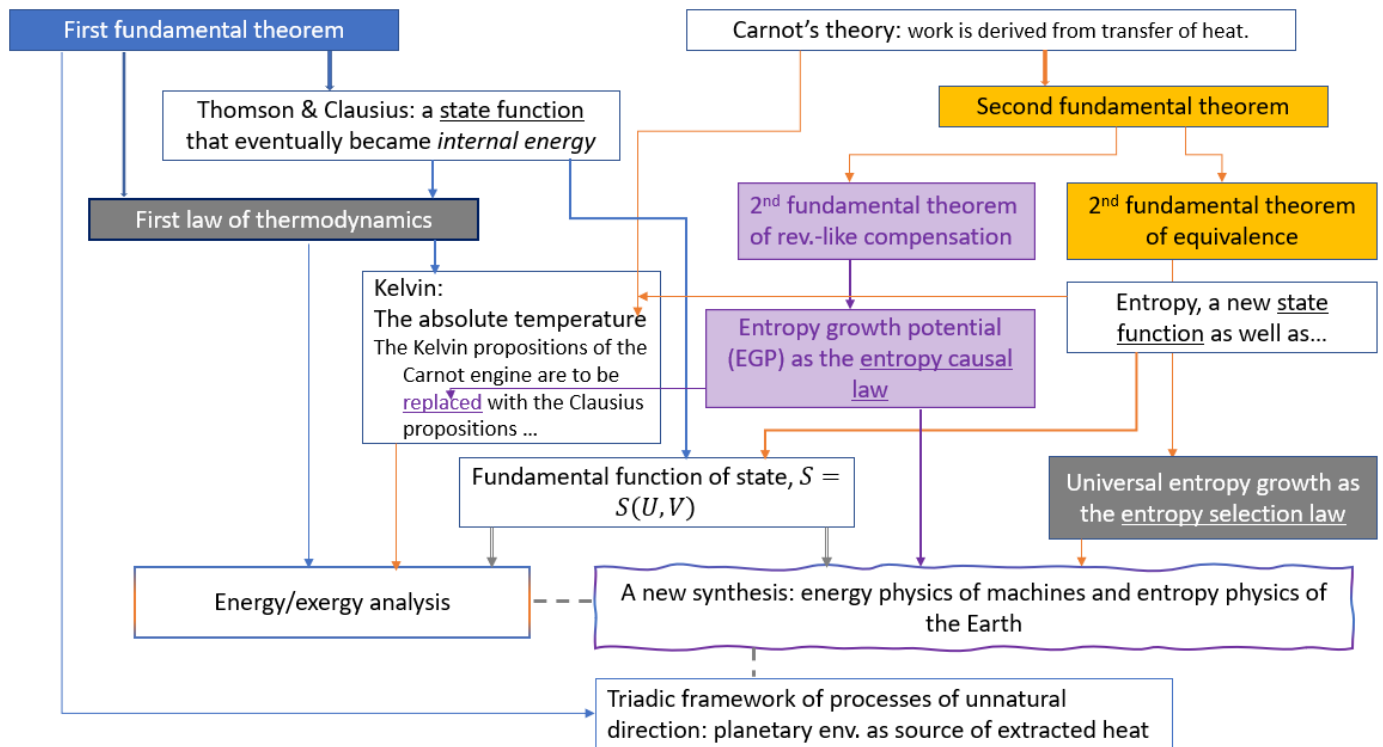 First fundamental theorem
Carnot’s theory: work is derived from transfer of heat.
Thomson & Clausius: a state function
that eventually became internal energy
Second fundamental theorem
First law of thermodynamics
2nd fundamental theorem
of rev.-like compensation
2nd fundamental theorem
of equivalence
Kelvin:
The absolute temperature
The Kelvin propositions of the
Carnot engine are to be
replaced with the Clausius
propositions ...
Entropy growth potential
(EGP) as the entropy causal
law
Entropy, a new state
function as well as...
Fundamental function of state, S =
S(U,V)
Universal entropy growth as
the entropy selection law
Energy/exergy analysis
A new synthesis: energy physics of machines and entropy physics of
the Earth
Triadic framework of processes of unnatural
direction: planetary env. as source of extracted heat